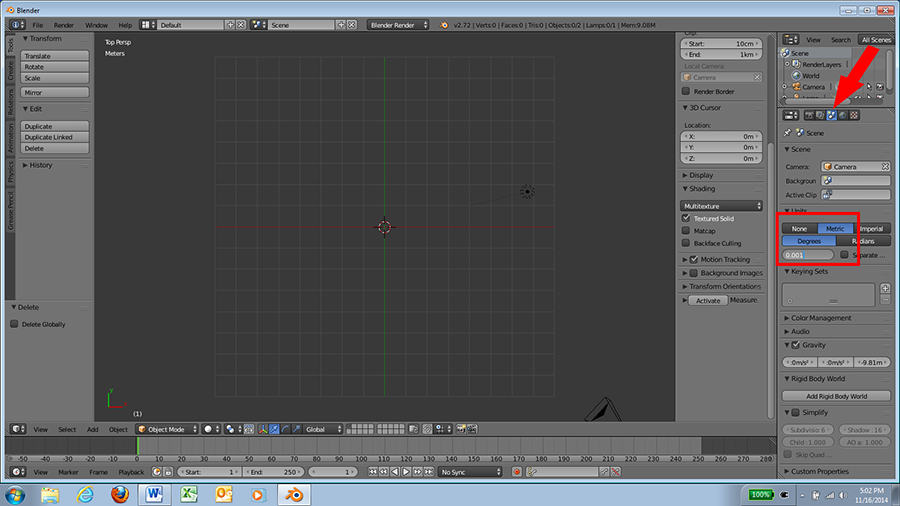 Blender
File Render Window Help Default Scene Blender Render v2.72 | Verts:0 | Faces:0 | Tris:0 | Objects:0/2 | Lamps:0/1 | Mem:9.08M
View Search All Scenes
Tools
Create
Relations
Animation
Physics
Grease Pencil
Transform
Translate
Rotate
Scale
Mirror
Edit
Duplicate
Duplicate Linked
Delete
History
Delete
Delete Globally
Top Persp
Meters
(1)
Clip:
Start: 10cm
End: 1km
Local Camera:
Camera
Render Border
3D Cursor
Location:
X: 0m
Y: 0m
Z: 0m
Display
Shading
Multitexture
Textured Solid
Matcap
Backface Culling
Motion Tracking
Background Images
Transform Orientations
Activate Measure
Scene
RenderLayers
World
Camera
Scene
Scene
Camera: Camera
Backgroun
Active Clip
Units
None Metric Imperial
Degrees Radians
0.001 Separate ...
Keying Sets
Color Management
Audio
Gravity
:0m/s² :0m/s² -9.81m
Rigid Body World
Add Rigid Body World
Simplify
Subdivisio: 6 Shadow :16
Child :1.000 AO a: 1.000
Skip Quad ...
Custom Properties
View Select Add Object Object Mode Global
-50 -40 -30 -20 -10 0 10 20 30 40 50 60 70 80 90 100 110 120 130 140 150 160 170 180 190 200 210 220 230 240 250 260 270 280
View Marker Frame Playback Start: 1 End: 250 1 No Sync
100% 5:02 PM
11/16/2014